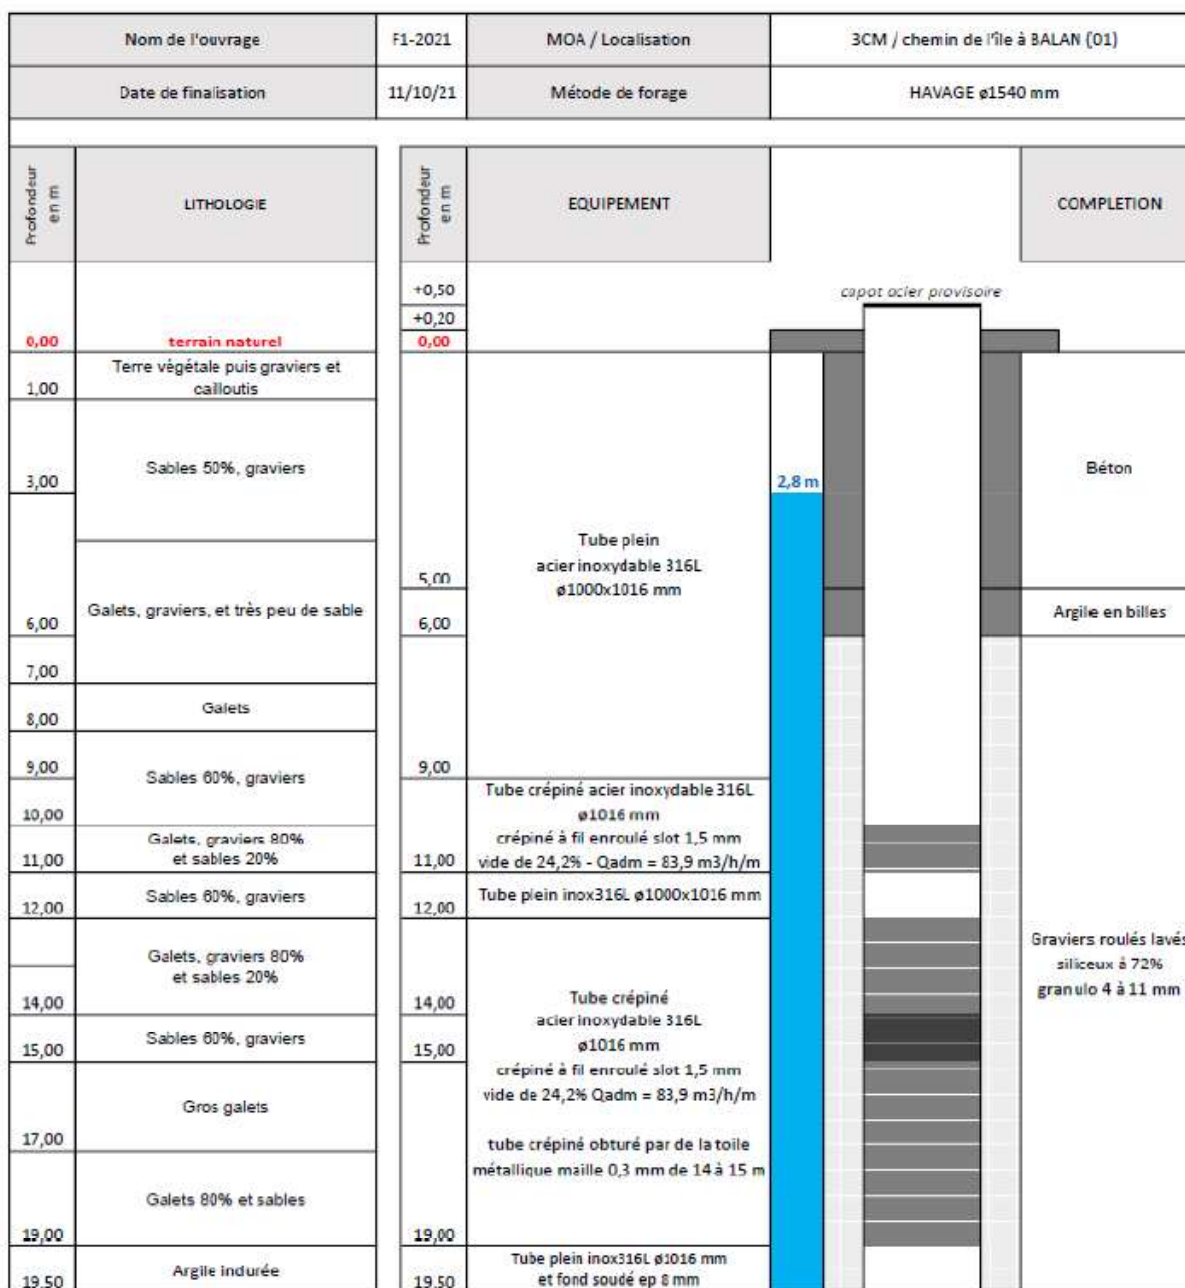 Nom de l'ouvrage
F1-2021
MOA / Localisation
3CM / chemin de l'île à BALAN (01)
Date de finalisation
11/10/21
Métode de forage
HAVAGE ø1540 mm
Profondeur
en m
LITHOLOGIE
Profondeur
en m
EQUIPEMENT
COMPLETION
+0,50
capot acier provisoire
+0,20
0,00
terrain naturel
0,00
Terre végétale puis graviers et
cailloutis
1,00
Sables 50%, graviers
3,00
Galets, graviers, et très peu de sable
6,00
7,00
Galets
8,00
Sables 60%, graviers
9,00
10,00
Galets, graviers 80%
et sables 20%
11,00
Sables 60%, graviers
12,00
Galets, graviers 80%
et sables 20%
14,00
Sables 60%, graviers
15,00
Gros galets
17,00
Galets 80% et sables
19,00
Argile indurée
19,50
Tube plein
acier inoxydable 316L
ø1000x1016 mm
5,00
6,00
9,00
Tube crépiné acier inoxydable 316L
ø1016 mm
crépiné à fil enroulé slot 1,5 mm
vide de 24,2% - Qadm = 83,9 m3/h/m
11,00
Tube plein inox316L ø1000x1016 mm
12,00
Tube crépiné
acier inoxydable 316L
ø1016 mm
crépiné à fil enroulé slot 1,5 mm
vide de 24,2% Qadm = 83,9 m3/h/m
tube crépiné obturé par de la toile
métallique maille 0,3 mm de 14 à 15 m
14,00
15,00
19,00
Tube plein inox316L ø1016 mm
et fond soudé ep 8 mm
19,50
2,8 m
Béton
Argile en billes
Graviers roulés lavés
siliceux à 72%
granulo 4 à 11 mm